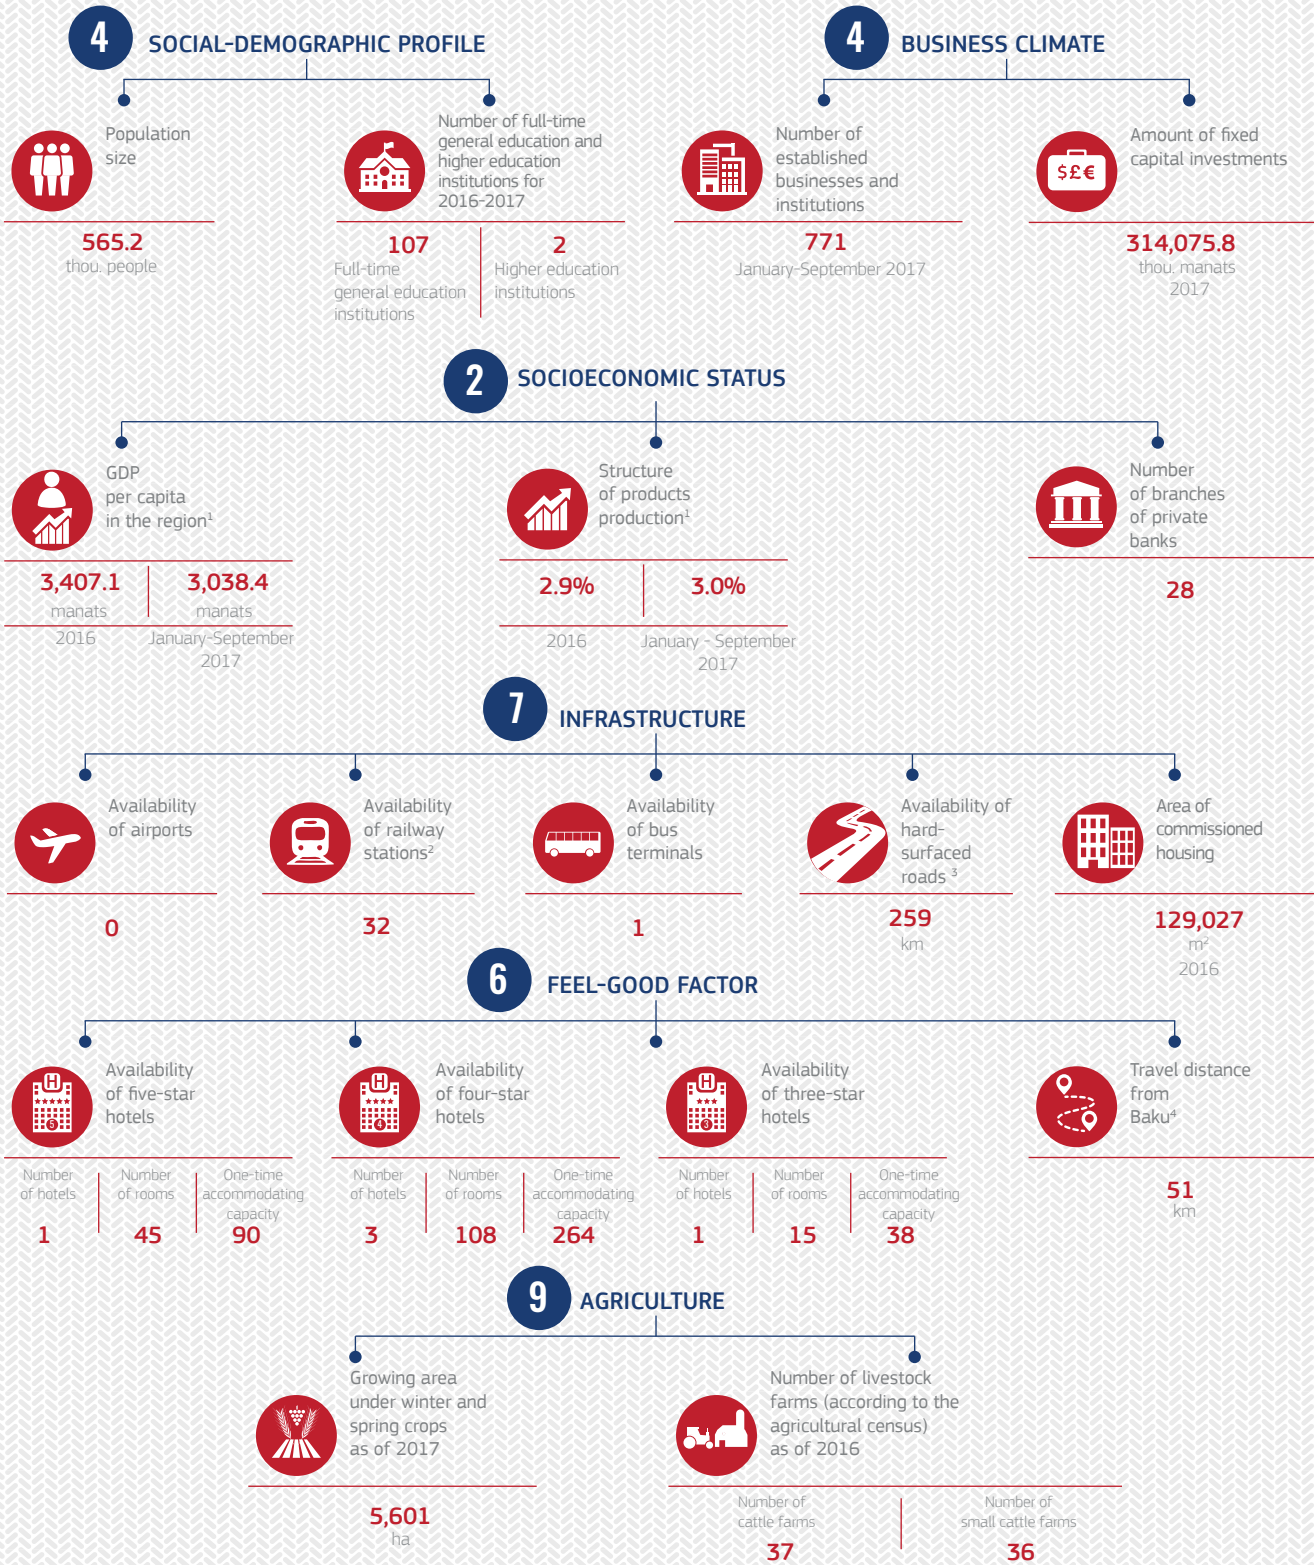 4 SOCIAL-DEMOGRAPHIC PROFILE
Population
size
565.2
thou. people
Number of full-time
general education and
higher education
institutions for
2016-2017
107
Full-time
general education
institutions
2
Higher education
institutions
4 BUSINESS CLIMATE
Number of
established
businesses and
institutions
771
January-September 2017
Amount of fixed
capital investments
$£€
314,075.8
thou. manats
2017
2 SOCIOECONOMIC STATUS
GDP
per capita
in the region¹
3,407.1
manats
2016
3,038.4
manats
January-September
2017
Structure
of products
production¹
2.9%
2016
3.0%
January - September
2017
Number
of branches
of private
banks
28
7 INFRASTRUCTURE
Availability
of airports
0
Availability
of railway
stations²
32
Availability
of bus
terminals
1
Availability of
hard-
surfaced
roads ³
259
km
Area of
commissioned
housing
129,027
m²
2016
6 FEEL-GOOD FACTOR
H
5
Availability
of five-star
hotels
Number
of hotels
1
Number
of rooms
45
One-time
accommodating
capacity
90
H
4
Availability
of four-star
hotels
Number
of hotels
3
Number
of rooms
108
One-time
accommodating
capacity
264
H
3
Availability
of three-star
hotels
Number
of hotels
1
Number
of rooms
15
One-time
accommodating
capacity
38
Travel distance
from
Baku⁴
51
km
9 AGRICULTURE
Growing area
under winter and
spring crops
as of 2017
5,601
ha
Number of livestock
farms (according to the
agricultural census)
as of 2016
Number of
cattle farms
37
Number of
small cattle farms
36